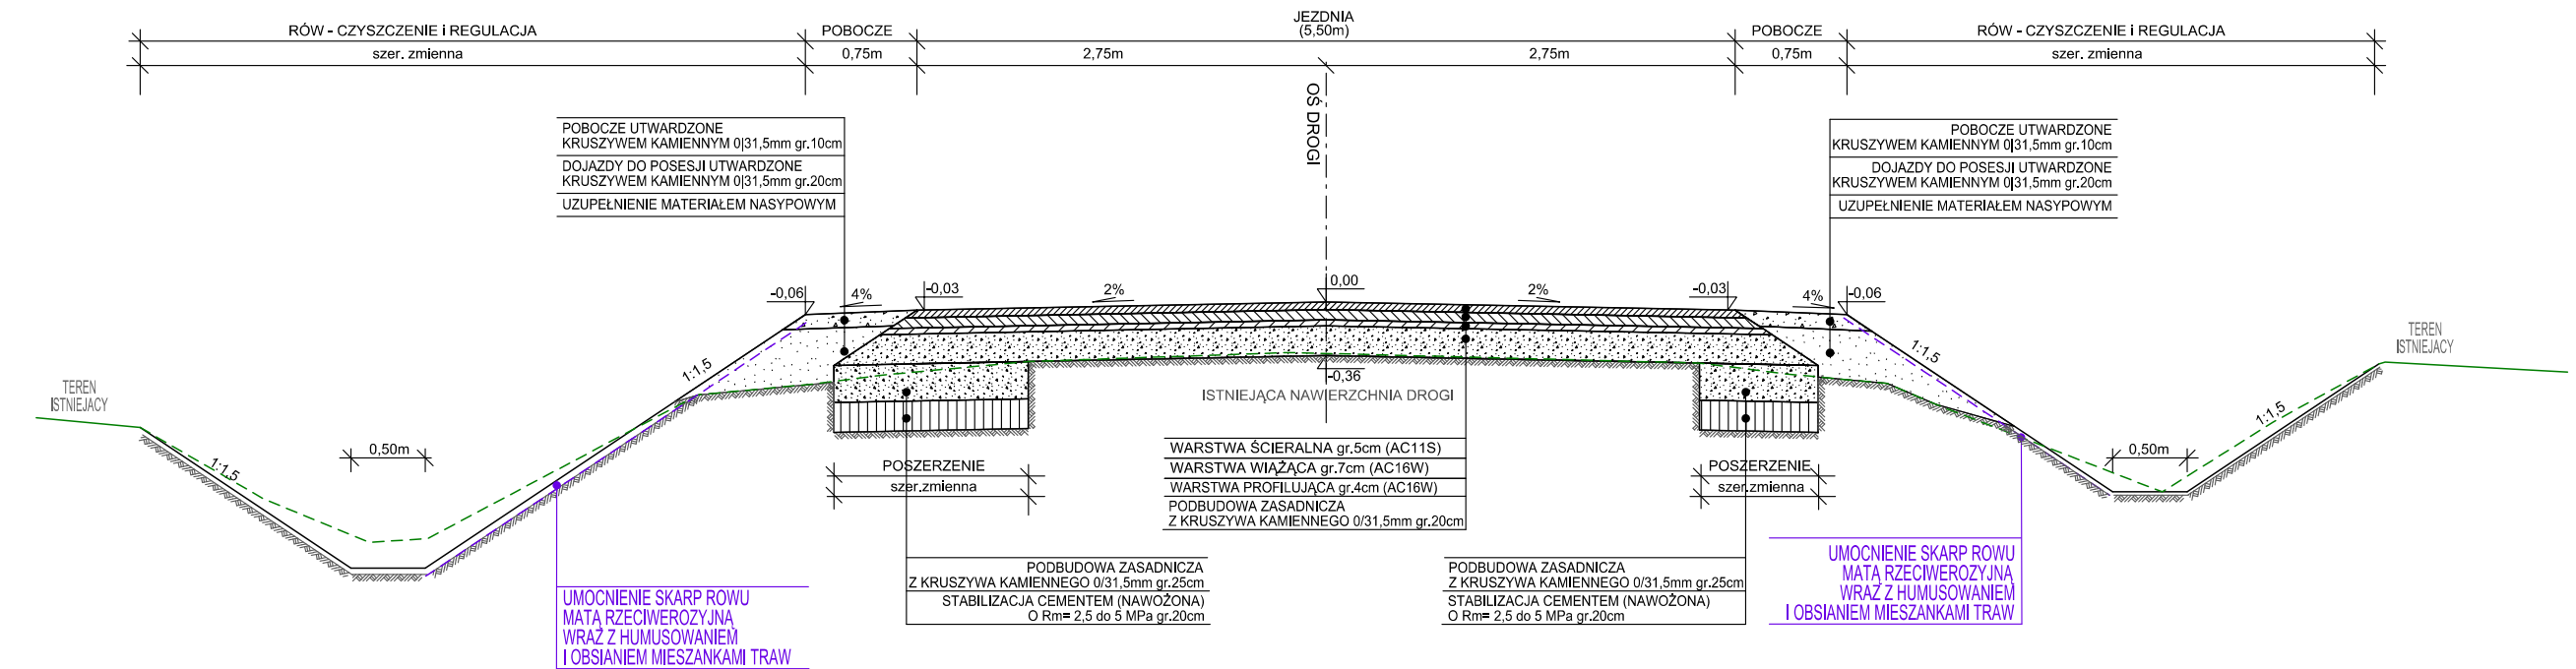 RÓW - CZYSZCZENIE i REGULACJA
szer. zmienna
POBOCZE
0,75m
JEZDNIA
(5,50m)
2,75m
2,75m
POBOCZE
0,75m
RÓW - CZYSZCZENIE i REGULACJA
szer. zmienna
OŚ DROGI
POBOCZE UTWARDZONE
KRUSZYWEM KAMIENNYM 0|31,5mm gr.10cm
DOJAZDY DO POSESJI UTWARDZONE
KRUSZYWEM KAMIENNYM 0|31,5mm gr.20cm
UZUPEŁNIENIE MATERIAŁEM NASYPOWYM
POBOCZE UTWARDZONE
KRUSZYWEM KAMIENNYM 0|31,5mm gr.10cm
DOJAZDY DO POSESJI UTWARDZONE
KRUSZYWEM KAMIENNYM 0|31,5mm gr.20cm
UZUPEŁNIENIE MATERIAŁEM NASYPOWYM
-0,06
4%
-0,03
2%
0,00
2%
-0,03
4%
-0,06
TEREN
ISTNIEJACY
1:1,5
0,50m
1:1,5
-0,36
ISTNIEJĄCA NAWIERZCHNIA DROGI
1:1,5
0,50m
1:1,5
TEREN
ISTNIEJACY
POSZERZENIE
szer.zmienna
WARSTWA ŚCIERALNA gr.5cm (AC11S)
WARSTWA WIĄŻĄCA gr.7cm (AC16W)
WARSTWA PROFILUJĄCA gr.4cm (AC16W)
PODBUDOWA ZASADNICZA
Z KRUSZYWA KAMIENNEGO 0/31,5mm gr.20cm
POSZERZENIE
szer.zmienna
PODBUDOWA ZASADNICZA
Z KRUSZYWA KAMIENNEGO 0/31,5mm gr.25cm
STABILIZACJA CEMENTEM (NAWOŻONA)
O Rm= 2,5 do 5 MPa gr.20cm
PODBUDOWA ZASADNICZA
Z KRUSZYWA KAMIENNEGO 0/31,5mm gr.25cm
STABILIZACJA CEMENTEM (NAWOŻONA)
O Rm= 2,5 do 5 MPa gr.20cm
UMOCNIENIE SKARP ROWU
MATĄ RZECIWEROZYJNĄ
WRAZ Z HUMUSOWANIEM
I OBSIANIEM MIESZANKAMI TRAW
UMOCNIENIE SKARP ROWU
MATĄ RZECIWEROZYJNĄ
WRAZ Z HUMUSOWANIEM
I OBSIANIEM MIESZANKAMI TRAW